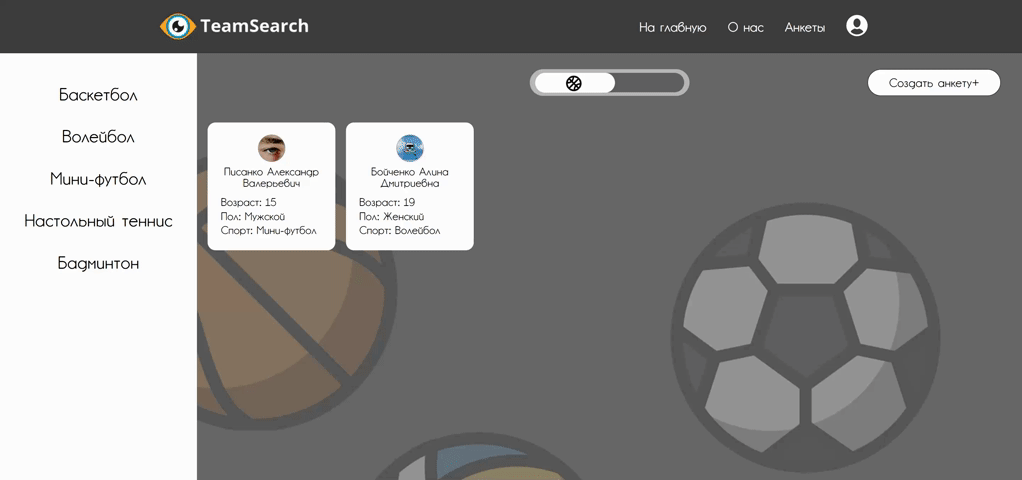 TeamSearch
На главную
О нас
Анкеты
Баскетбол
Волейбол
Мини-футбол
Настольный теннис
Бадминтон
Создать анкету+
Писанко Александр
Валерьевич
Возраст: 15
Пол: Мужской
Спорт: Мини-футбол
Бойченко Алина
Дмитриевна
Возраст: 19
Пол: Женский
Спорт: Волейбол